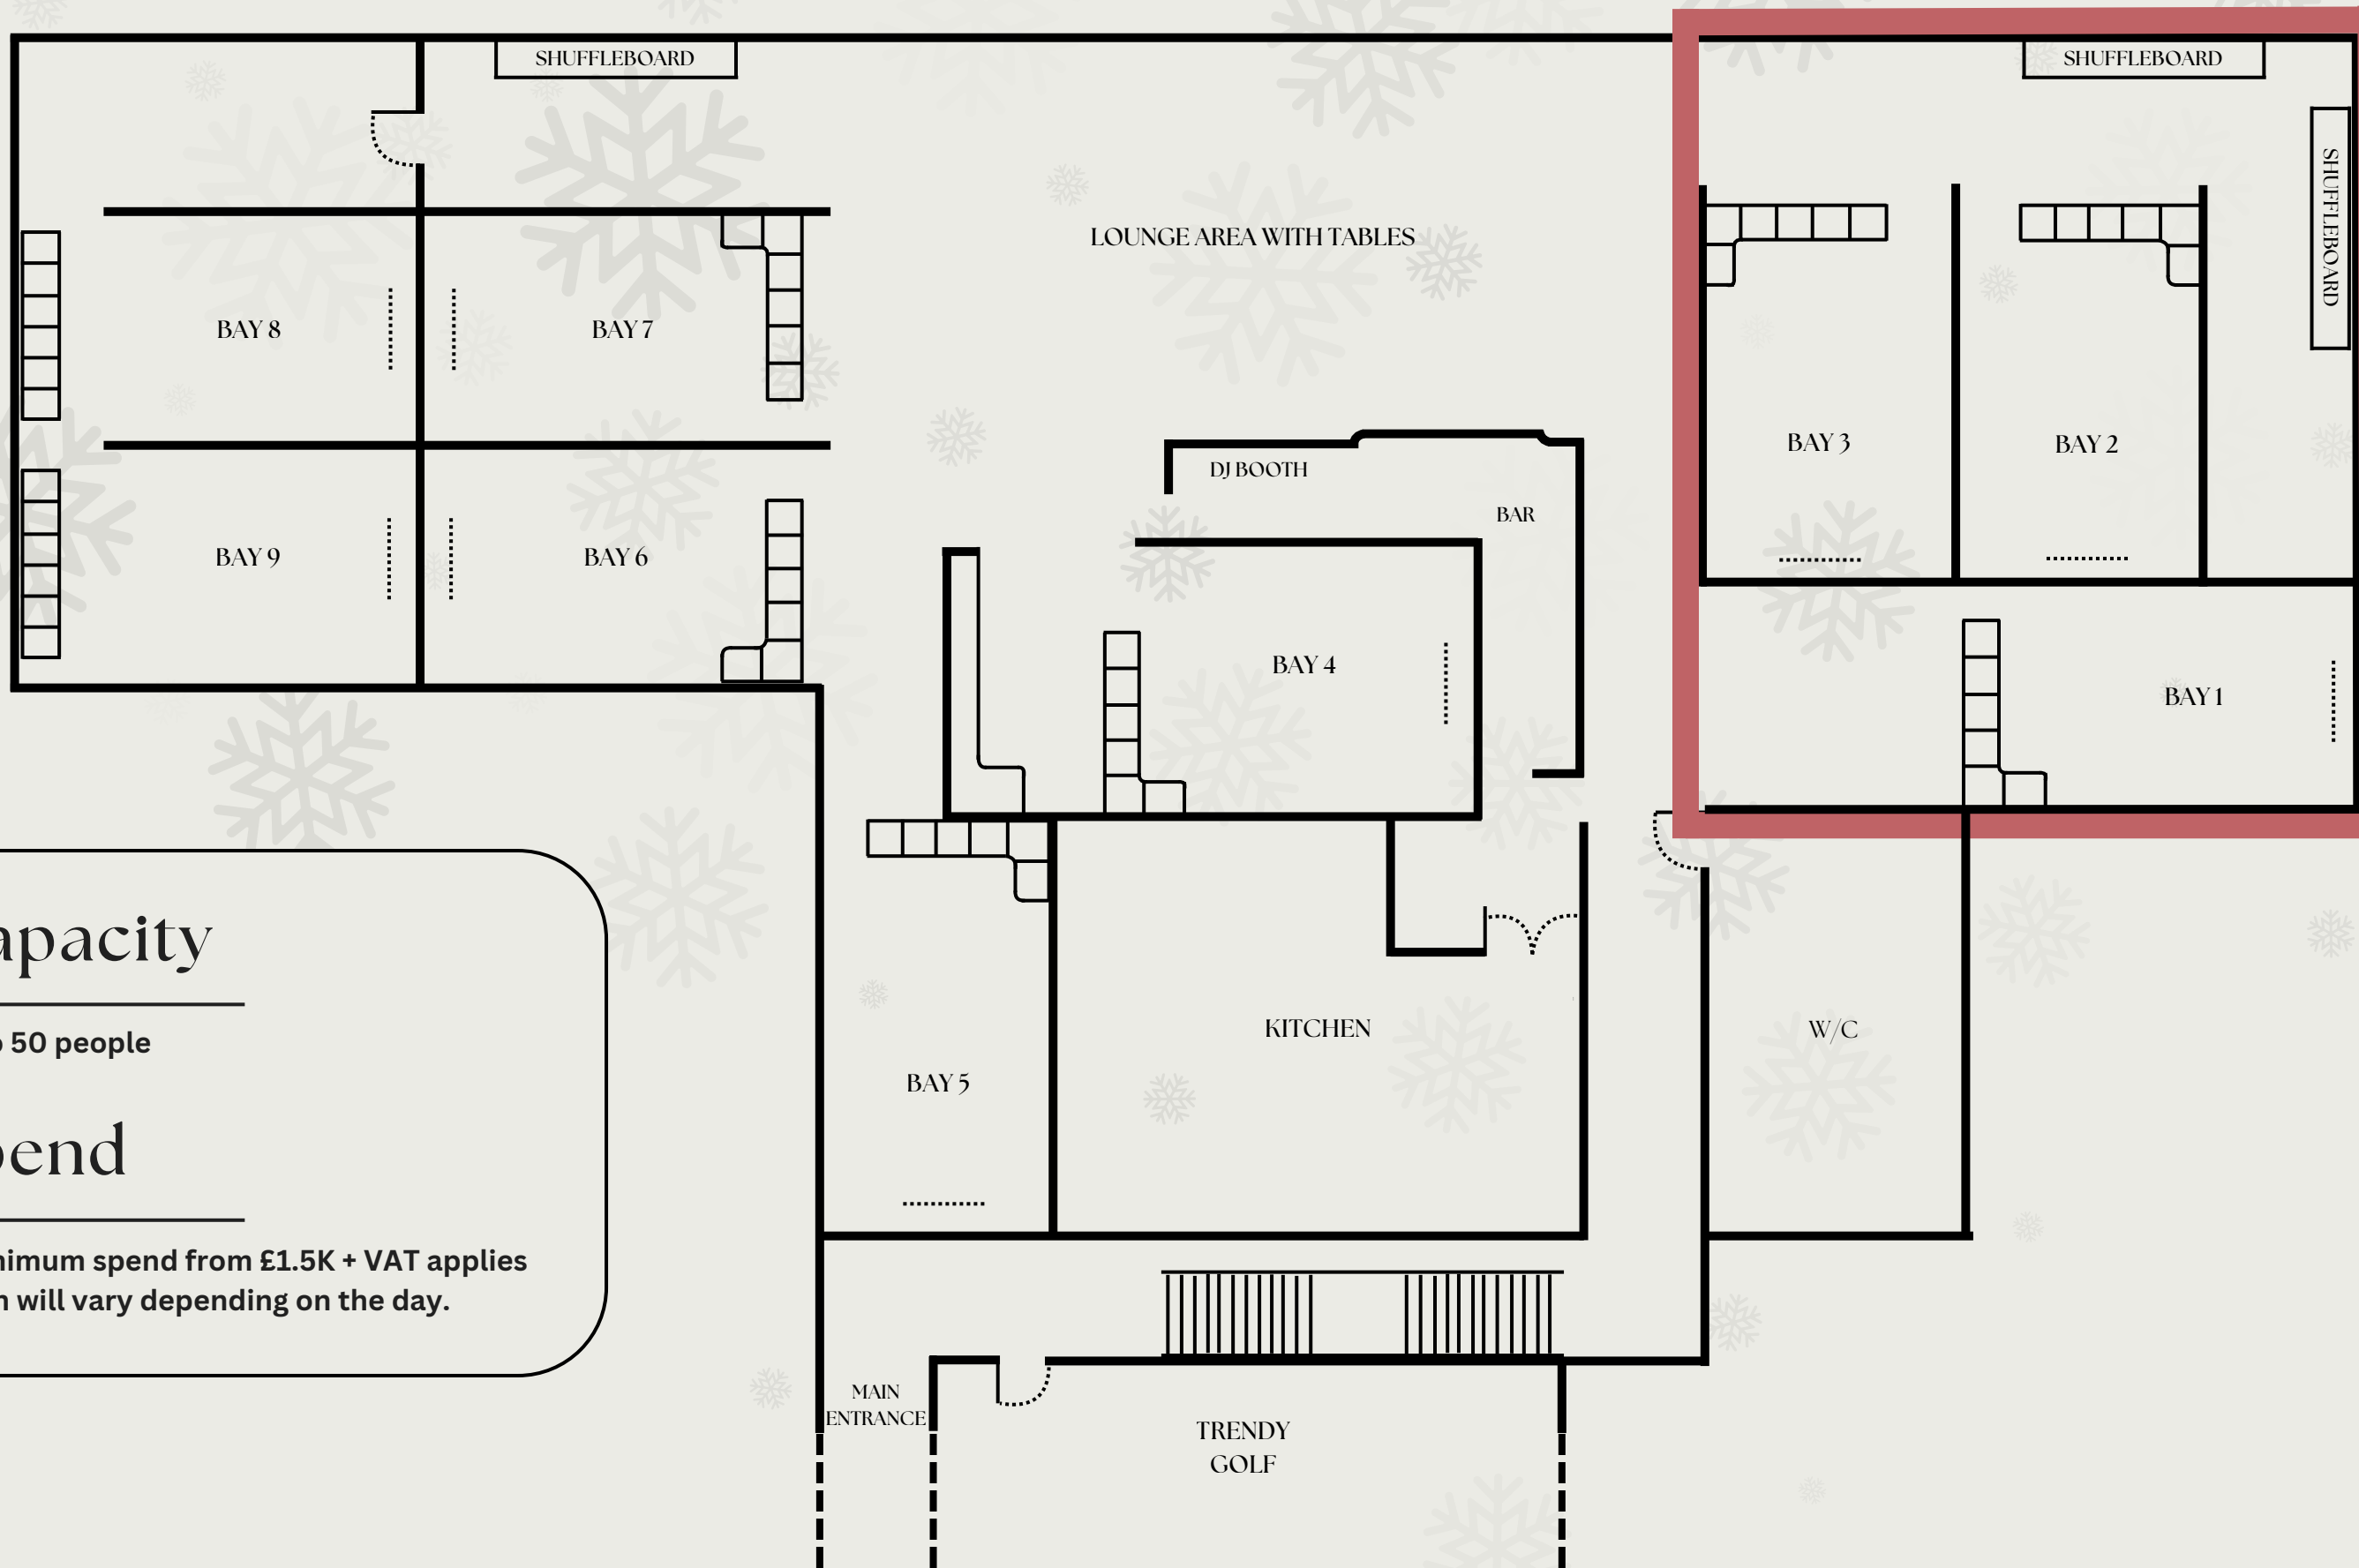 SHUFFLEBOARD
SHUFFLEBOARD
SHUFFLEBOARD
LOUNGE AREA WITH TABLES
BAY 8
BAY 7
BAY 3
BAY 2
DJ BOOTH
BAR
BAY 9
BAY 6
BAY 4
BAY 1
apacity
50 people
KITCHEN
W/C
BAY 5
pend
nimum spend from £1.5K + VAT applies
will vary depending on the day.
MAIN
ENTRANCE
TRENDY
GOLF